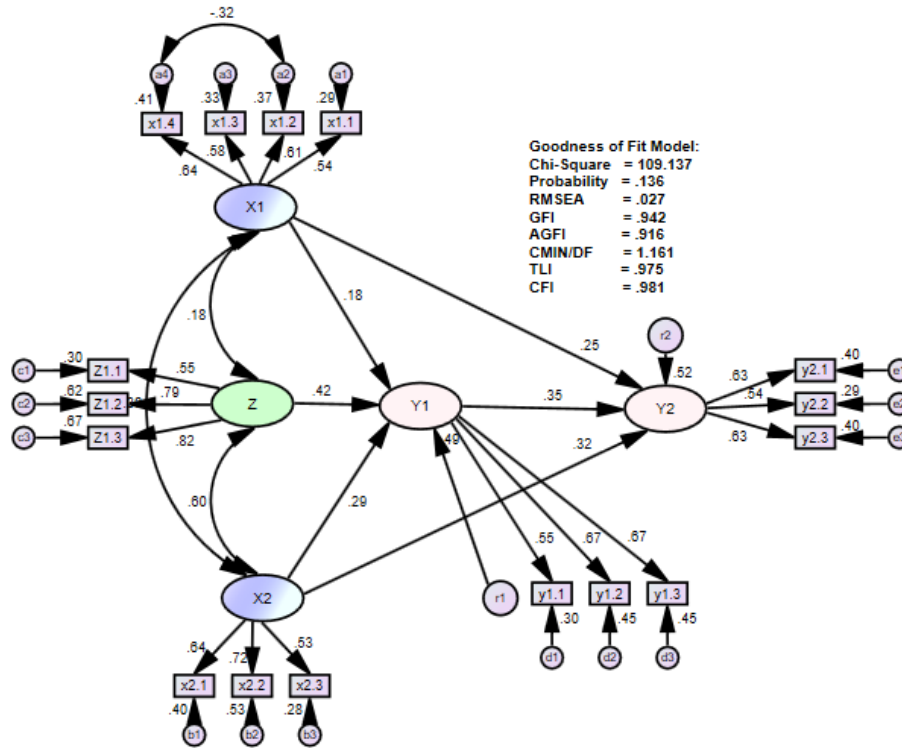 -.32
a4 a3 a2 a1
.41 .33 .37 .29
x1.4 x1.3 x1.2 x1.1
.64 .58 .61 .54
X1
Goodness of Fit Model:
Chi-Square = 109.137
Probability = .136
RMSEA = .027
GFI = .942
AGFI = .916
CMIN/DF = 1.161
TLI = .975
CFI = .981
.18 .18 .25
r2
c1 .30 Z1.1 .55
.52 .63 y2.1 .40
c2 .62 Z1.2 .79
Z .42 Y1 .35 Y2
.54 y2.2 .29
c3 .67 Z1.3 .82
.49 .63 y2.3 .40
.32
.60 .29
.55 .67 .67
X2
r1 y1.1 y1.2 y1.3
.30 .45 .45
d1 d2 d3
.64 .72 .53
x2.1 x2.2 x2.3
.40 .53 .28
b1 b2 b3